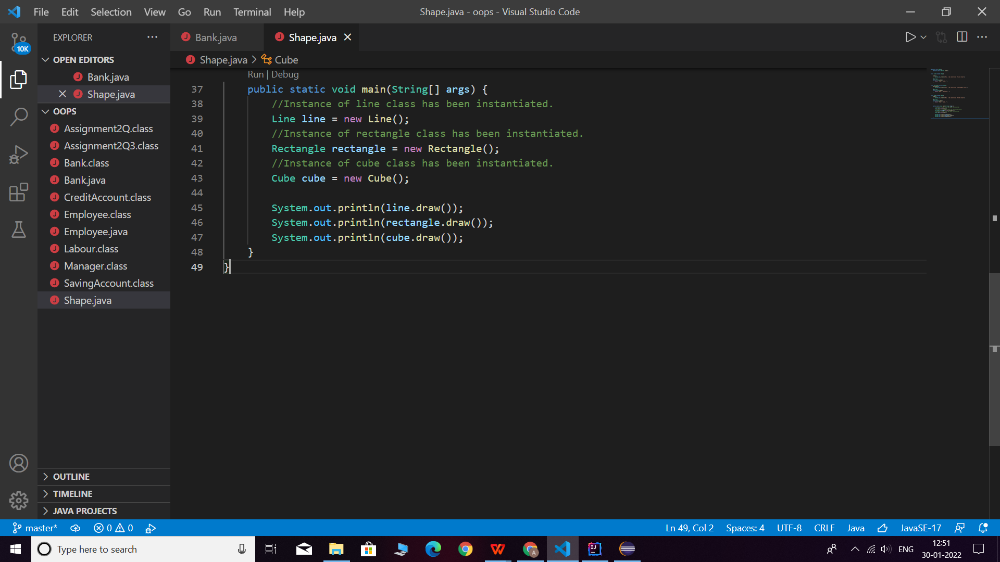 File Edit Selection View Go Run Terminal Help
Shape.java - oops - Visual Studio Code
10K
EXPLORER
OPEN EDITORS
Bank.java
Shape.java
OOPS
Assignment2Q.class
Assignment2Q3.class
Bank.class
Bank.java
CreditAccount.class
Employee.class
Employee.java
Labour.class
Manager.class
SavingAccount.class
Shape.java
OUTLINE
TIMELINE
JAVA PROJECTS
Bank.java Shape.java
Shape.java > Cube
Run | Debug
37 public static void main(String[] args) {
38 //Instance of line class has been instantiated.
39 Line line = new Line();
40 //Instance of rectangle class has been instantiated.
41 Rectangle rectangle = new Rectangle();
42 //Instance of cube class has been instantiated.
43 Cube cube = new Cube();
44
45 System.out.println(line.draw());
46 System.out.println(rectangle.draw());
47 System.out.println(cube.draw());
48 }
49 }
master* 0 0 Ln 49, Col 2 Spaces: 4 UTF-8 CRLF Java JavaSE-17
Type here to search
ENG
12:51
30-01-2022